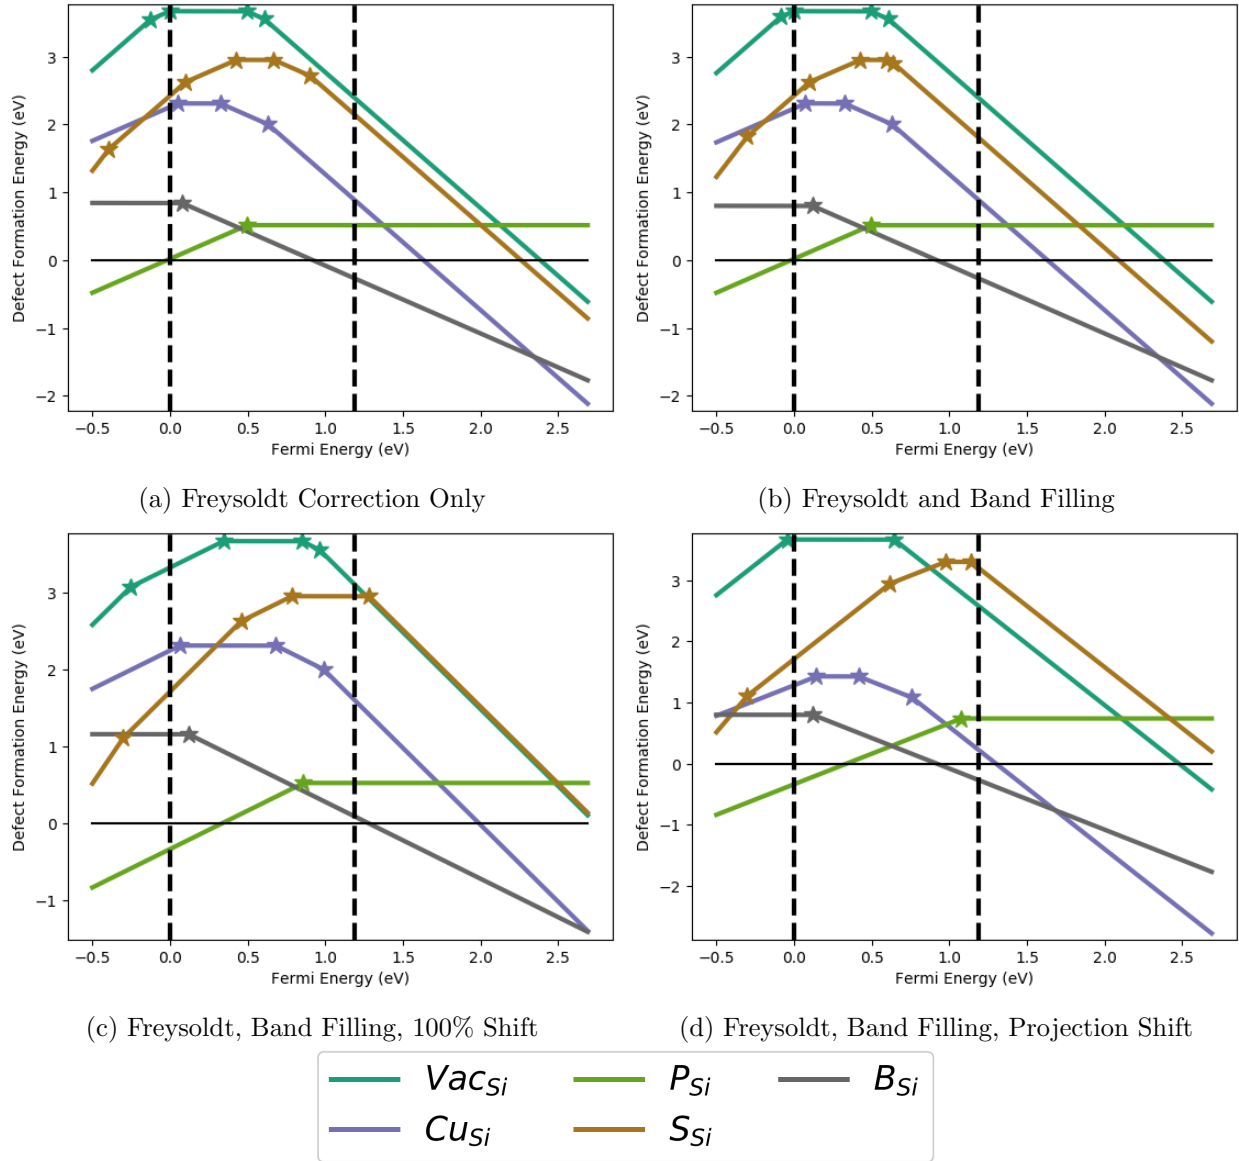 Defect Formation Energy (eV)
3
2
1
0
−1
−2
−0.5 0.0 0.5 1.0 1.5 2.0 2.5
Fermi Energy (eV)
(a) Freysoldt Correction Only
Defect Formation Energy (eV)
3
2
1
0
−1
−2
−0.5 0.0 0.5 1.0 1.5 2.0 2.5
Fermi Energy (eV)
(b) Freysoldt and Band Filling
Defect Formation Energy (eV)
3
2
1
0
−1
−0.5 0.0 0.5 1.0 1.5 2.0 2.5
Fermi Energy (eV)
(c) Freysoldt, Band Filling, 100% Shift
Defect Formation Energy (eV)
3
2
1
0
−1
−2
−0.5 0.0 0.5 1.0 1.5 2.0 2.5
Fermi Energy (eV)
(d) Freysoldt, Band Filling, Projection Shift
Vac_Si P_Si B_Si
Cu_Si S_Si